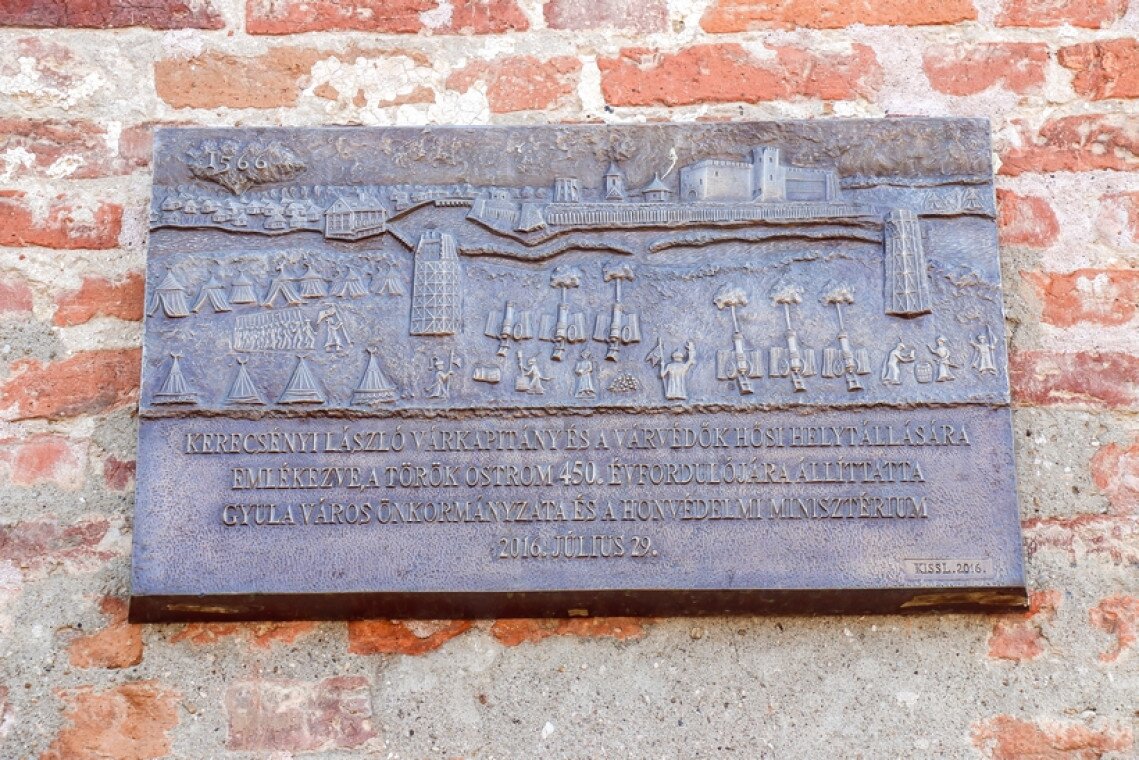 1566
KERECSÉNYI LÁSZLÓ VÁRKAPITÁNY ÉS A VÁRVÉDŐK HŐSI HELYTÁLLÁSÁRA
EMLÉKEZVE, A TÖRÖK OSTROM 450. ÉVFORDULÓJÁRA ÁLLÍTTATTA
GYULA VÁROS ÖNKORMÁNYZATA ÉS A HONVÉDELMI MINISZTÉRIUM
2016. JÚLIUS 29.
KISSL.2016.